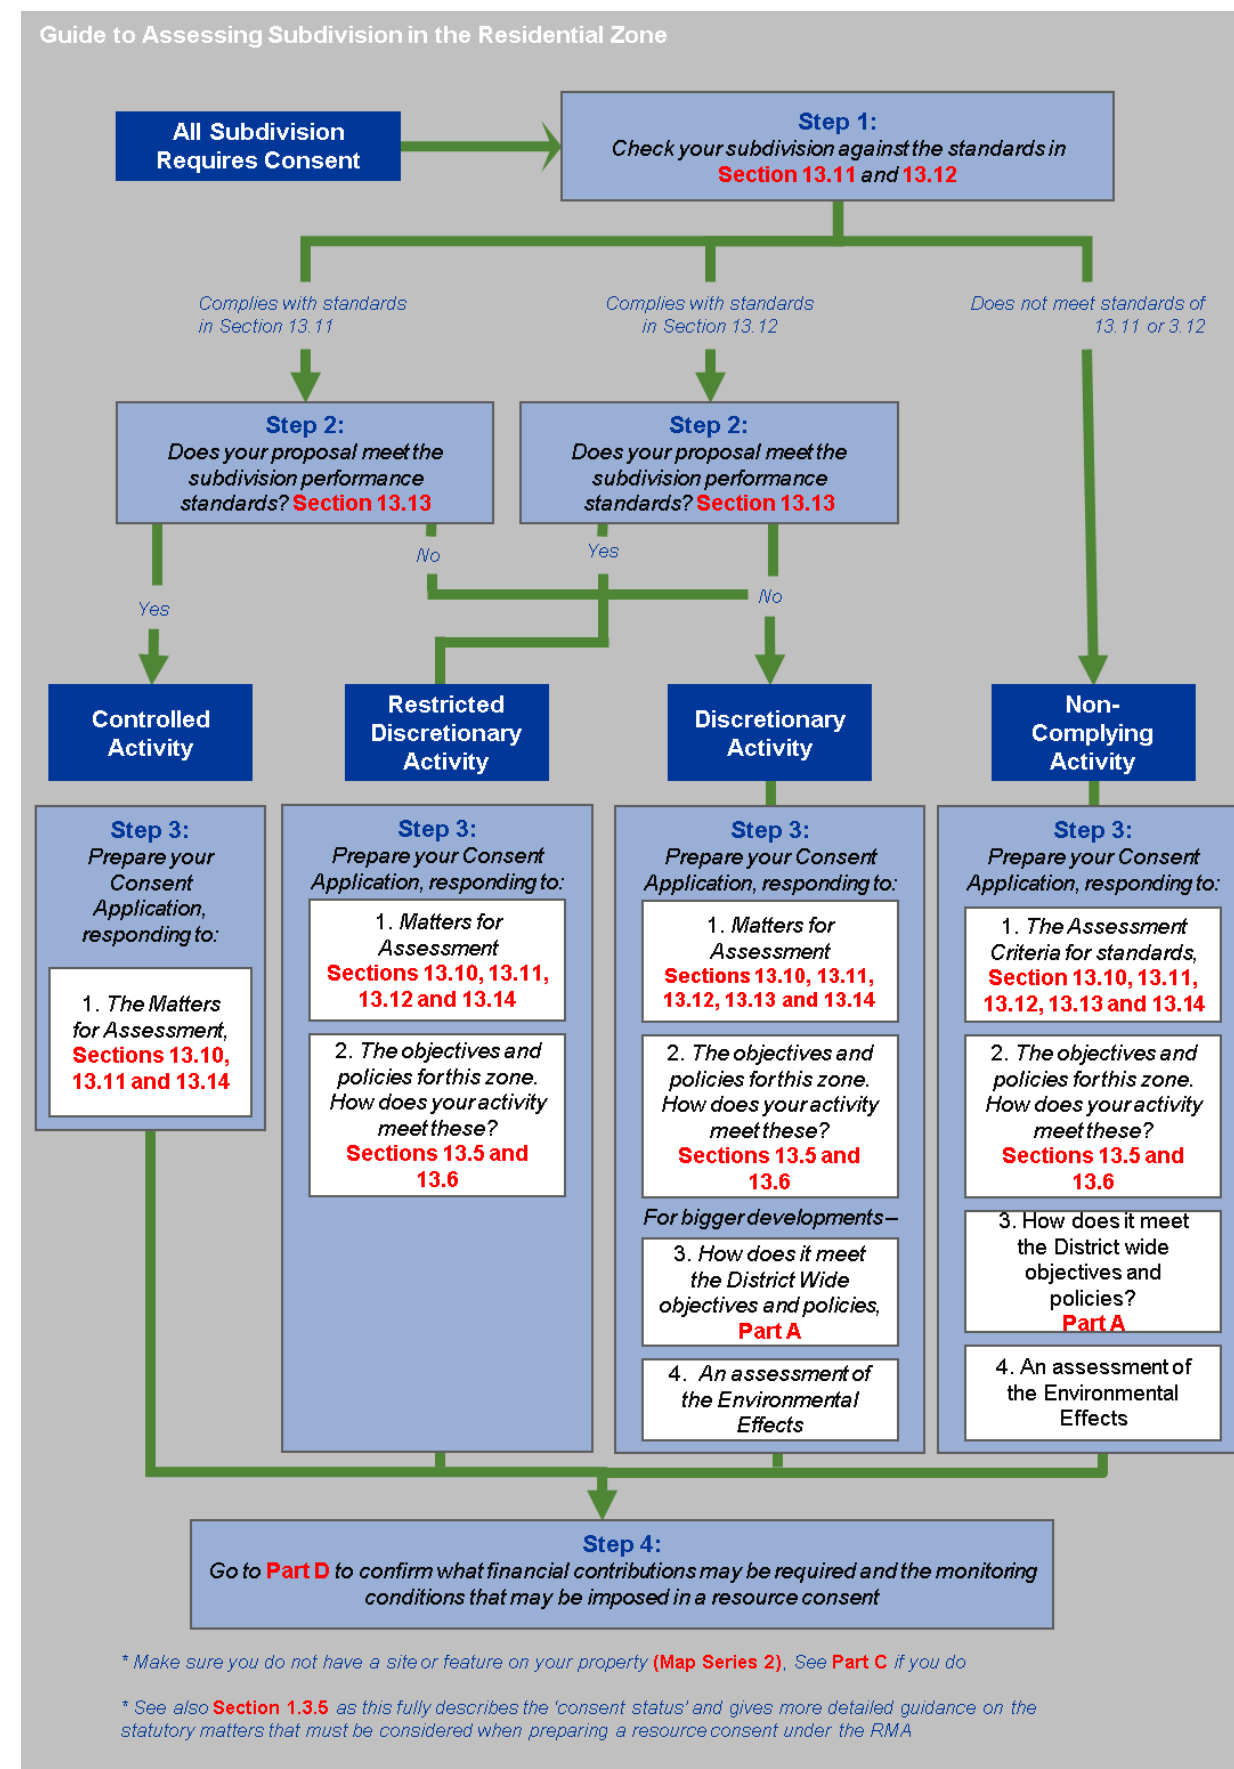 Guide to Assessing Subdivision in the Residential Zone
All Subdivision
Requires Consent
Step 1:
Check your subdivision against the standards in
Section 13.11 and 13.12
Complies with standards
in Section 13.11
Complies with standards
in Section 13.12
Does not meet standards of
13.11 or 3.12
Step 2:
Does your proposal meet the
subdivision performance
standards? Section 13.13
Step 2:
Does your proposal meet the
subdivision performance
standards? Section 13.13
No
Yes
Yes
No
Controlled
Activity
Restricted
Discretionary
Activity
Discretionary
Activity
Non-
Complying
Activity
Step 3:
Prepare your
Consent
Application,
responding to:
1. The Matters
for Assessment,
Sections 13.10,
13.11 and 13.14
Step 3:
Prepare your Consent
Application, responding to:
1. Matters for
Assessment
Sections 13.10, 13.11,
13.12 and 13.14
2. The objectives and
policies for this zone.
How does your activity
meet these?
Sections 13.5 and
13.6
Step 3:
Prepare your Consent
Application, responding to:
1. Matters for
Assessment
Sections 13.10, 13.11,
13.12, 13.13 and 13.14
2. The objectives and
policies for this zone.
How does your activity
meet these?
Sections 13.5 and
13.6
For bigger developments –
3. How does it meet
the District Wide
objectives and policies,
Part A
4. An assessment of
the Environmental
Effects
Step 3:
Prepare your Consent
Application, responding to:
1. The Assessment
Criteria for standards,
Section 13.10, 13.11,
13.12, 13.13 and 13.14
2. The objectives and
policies for this zone.
How does your activity
meet these?
Sections 13.5 and
13.6
3. How does it meet
the District wide
objectives and
policies?
Part A
4. An assessment of
the Environmental
Effects
Step 4:
Go to Part D to confirm what financial contributions may be required and the monitoring
conditions that may be imposed in a resource consent
* Make sure you do not have a site or feature on your property (Map Series 2), See Part C if you do
* See also Section 1.3.5 as this fully describes the 'consent status' and gives more detailed guidance on the
statutory matters that must be considered when preparing a resource consent under the RMA